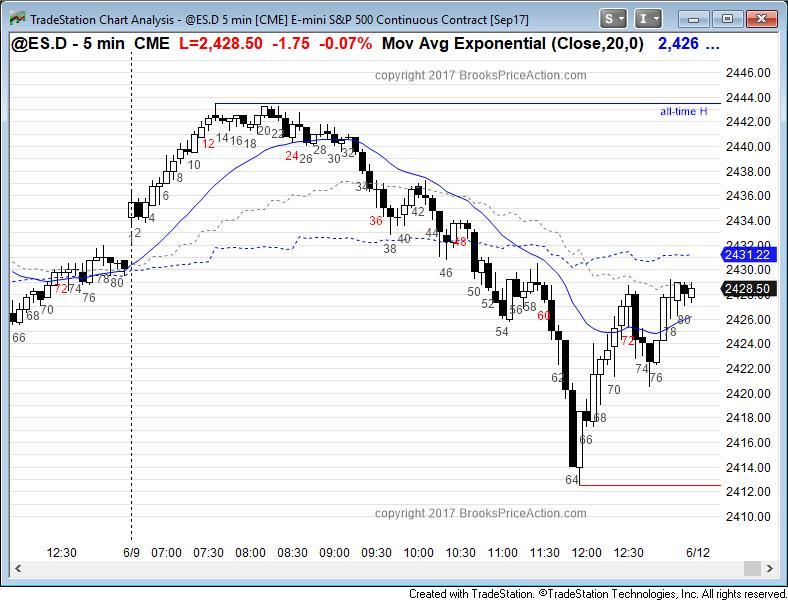 TradeStation Chart Analysis - @ES.D 5 min [CME] E-mini S&P 500 Continuous Contract [Sep17]
S I
@ES.D - 5 min CME L=2,428.50 -1.75 -0.07% Mov Avg Exponential (Close,20,0) 2,426 ...
copyright 2017 BrooksPriceAction.com
all-time H
2446.00
2444.00
2442.00
2440.00
2438.00
2436.00
2434.00
2432.00
2431.22
2430.00
2428.50
2426.00
2424.00
2422.00
2420.00
2418.00
2416.00
2414.00
2412.00
2410.00
66 68 70 72 74 76 78 80
2 4 6 8 10 12 14 16 18 20 22
24 26 28 30 32 34 36 38 40 42 44 46 48
50 52 54 56 58 60 62 64 66 68 70 72 74 76 78 80
copyright 2017 BrooksPriceAction.com
12:30 6/9 07:00 07:30 08:00 08:30 09:00 09:30 10:00 10:30 11:00 11:30 12:00 12:30 6/12
Created with TradeStation. ©TradeStation Technologies, Inc. All rights reserved.